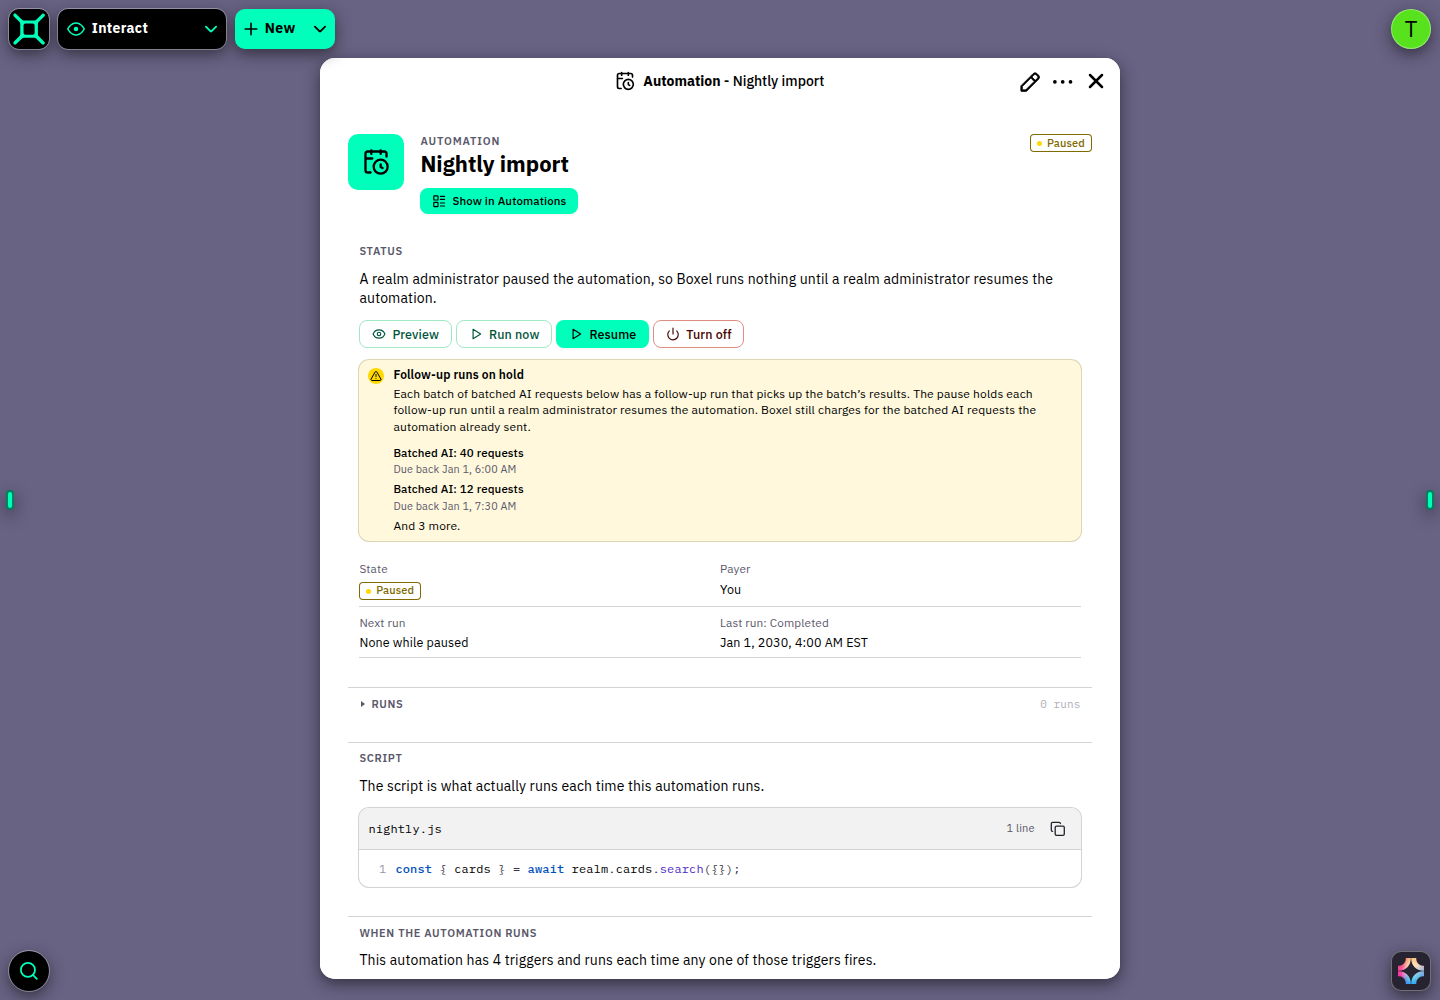 Interact
New
T
Automation - Nightly import
AUTOMATION
Nightly import
Paused
Show in Automations
STATUS
A realm administrator paused the automation, so Boxel runs nothing until a realm administrator resumes the
automation.
Preview
Run now
Resume
Turn off
Follow-up runs on hold
Each batch of batched AI requests below has a follow-up run that picks up the batch’s results. The pause holds each
follow-up run until a realm administrator resumes the automation. Boxel still charges for the batched AI requests the
automation already sent.
Batched AI: 40 requests
Due back Jan 1, 6:00 AM
Batched AI: 12 requests
Due back Jan 1, 7:30 AM
And 3 more.
State
Paused
Payer
You
Next run
None while paused
Last run: Completed
Jan 1, 2030, 4:00 AM EST
RUNS
0 runs
SCRIPT
The script is what actually runs each time this automation runs.
nightly.js
1 line
1 const { cards } = await realm.cards.search({});
WHEN THE AUTOMATION RUNS
This automation has 4 triggers and runs each time any one of those triggers fires.